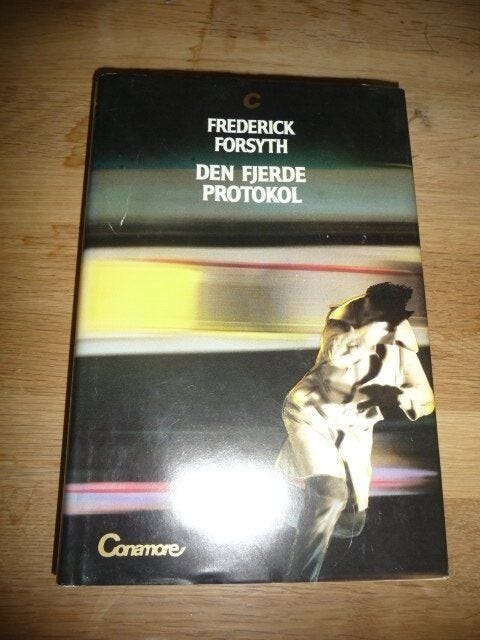 C
FREDERICK
FORSYTH
DEN FJERDE
PROTOKOL
Conamore